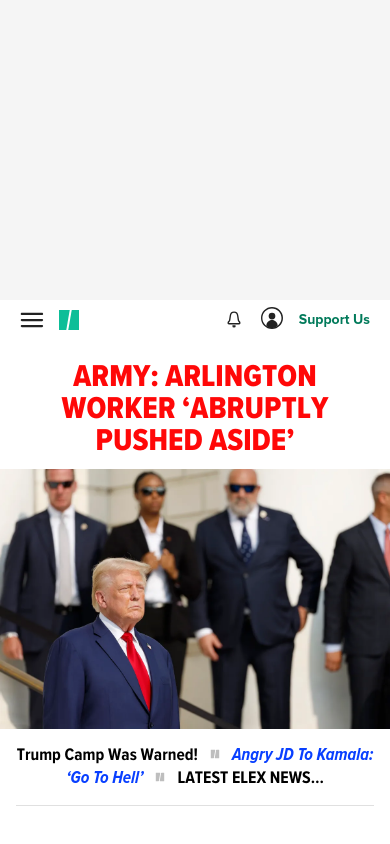 Support Us
ARMY: ARLINGTON
WORKER ‘ABRUPTLY
PUSHED ASIDE’
Trump Camp Was Warned! Angry JD To Kamala:
‘Go To Hell’ LATEST ELEX NEWS...